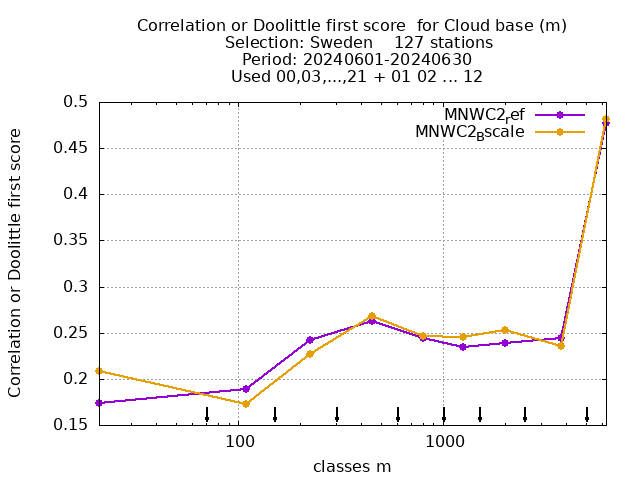 Correlation or Doolittle first score  for Cloud base (m)
Selection: Sweden    127 stations
Period: 20240601-20240630
Used 00,03,...,21 + 01 02 ... 12
MNWC2ref
MNWC2Bscale
Correlation or Doolittle first score
0.5
0.45
0.4
0.35
0.3
0.25
0.2
0.15
100
1000
classes m